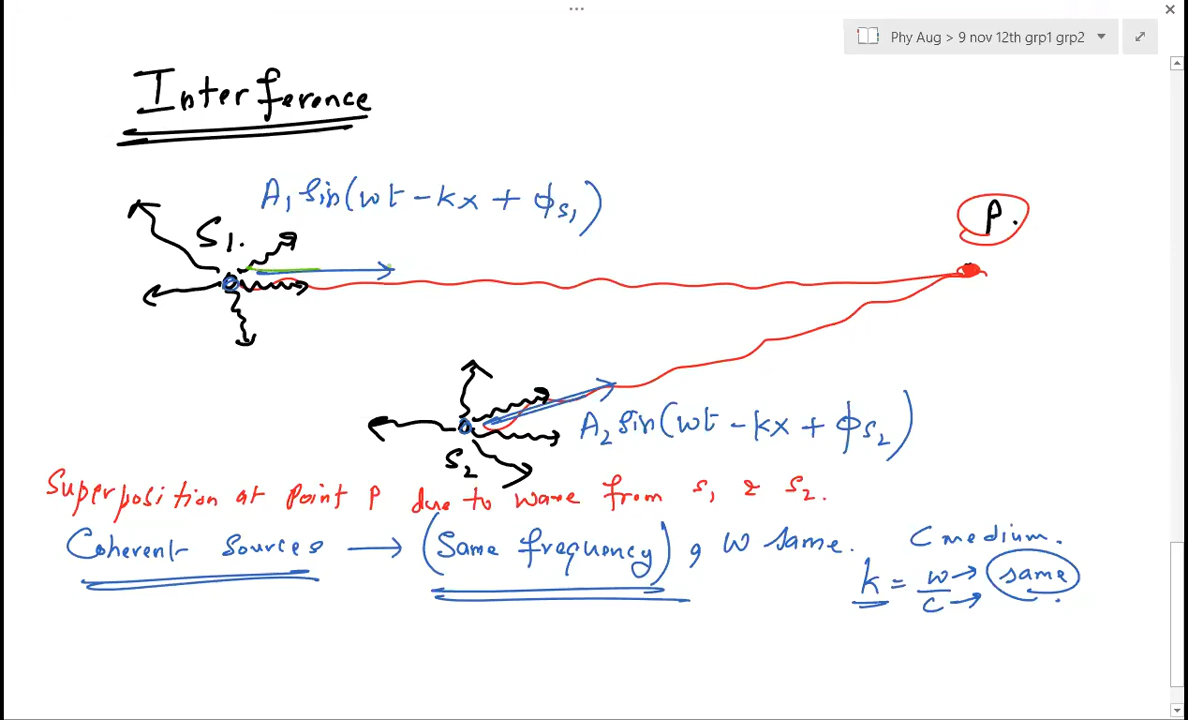 Phy Aug > 9 nov 12th grp1 grp2
Interference
A₁ sin(ωt - kx + ϕs₁)
S1.
P.
A₂ sin(ωt - kx + ϕs₂)
S₂
Superposition at point P due to wave from s₁ & s₂.
Coherent sources → (Same frequency), ω same.
C medium.
k = ω/c → same